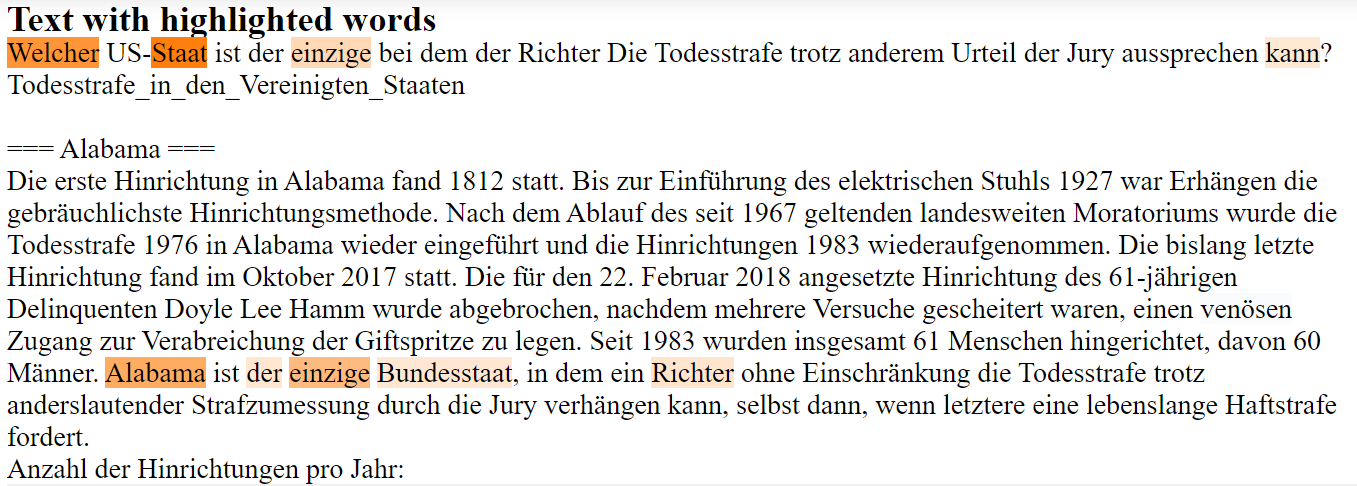 Text with highlighted words
Welcher US-Staat ist der einzige bei dem der Richter Die Todesstrafe trotz anderem Urteil der Jury aussprechen kann?
Todesstrafe_in_den_Vereinigten_Staaten
=== Alabama ===
Die erste Hinrichtung in Alabama fand 1812 statt. Bis zur Einführung des elektrischen Stuhls 1927 war Erhängen die
gebräuchlichste Hinrichtungsmethode. Nach dem Ablauf des seit 1967 geltenden landesweiten Moratoriums wurde die
Todesstrafe 1976 in Alabama wieder eingeführt und die Hinrichtungen 1983 wiederaufgenommen. Die bislang letzte
Hinrichtung fand im Oktober 2017 statt. Die für den 22. Februar 2018 angesetzte Hinrichtung des 61-jährigen
Delinquenten Doyle Lee Hamm wurde abgebrochen, nachdem mehrere Versuche gescheitert waren, einen venösen
Zugang zur Verabreichung der Giftspritze zu legen. Seit 1983 wurden insgesamt 61 Menschen hingerichtet, davon 60
Männer. Alabama ist der einzige Bundesstaat, in dem ein Richter ohne Einschränkung die Todesstrafe trotz
anderslautender Strafzumessung durch die Jury verhängen kann, selbst dann, wenn letztere eine lebenslange Haftstrafe
fordert.
Anzahl der Hinrichtungen pro Jahr: